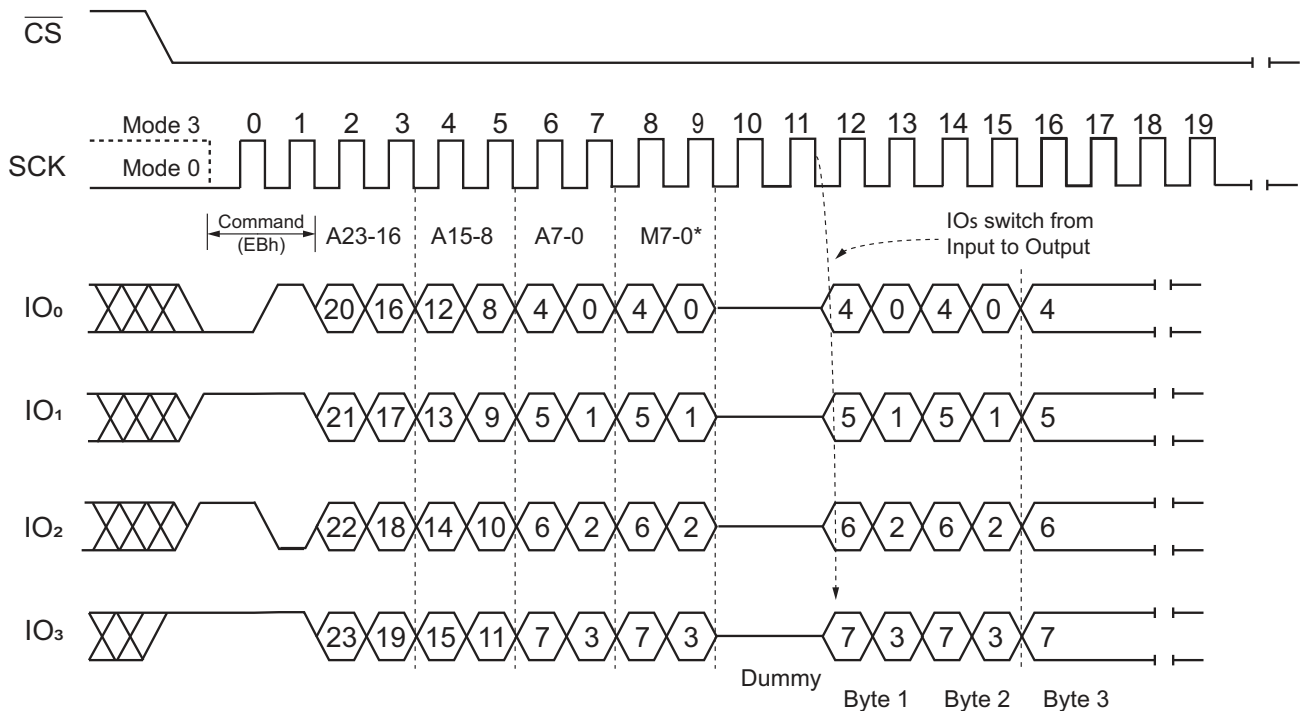 CS
Mode 3
0 1 2 3 4 5 6 7 8 9 10 11 12 13 14 15 16 17 18 19
SCK
Mode 0
Command
(EBh)
A23-16 A15-8 A7-0 M7-0*
IOs switch from
Input to Output
IO₀ 20 16 12 8 4 0 4 0 4 0 4 0 4
IO₁ 21 17 13 9 5 1 5 1 5 1 5 1 5
IO₂ 22 18 14 10 6 2 6 2 6 2 6 2 6
IO₃ 23 19 15 11 7 3 7 3 7 3 7 3 7
Dummy
Byte 1 Byte 2 Byte 3